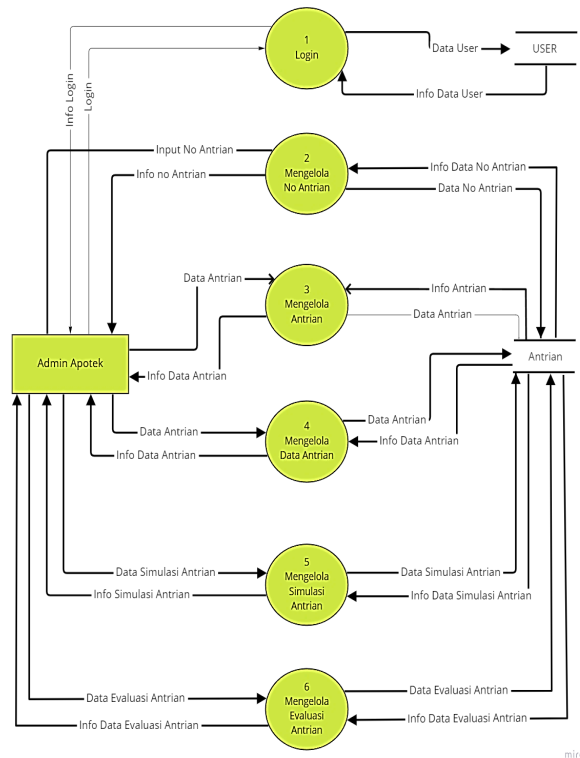 1
Login
Data User
USER
Info Data User
Info Login
Login
Input No Antrian
Info no Antrian
2
Mengelola
No Antrian
Info Data No Antrian
Data No Antrian
Data Antrian
3
Mengelola
Antrian
Info Antrian
Data Antrian
Admin Apotek
Info Data Antrian
Antrian
Data Antrian
Info Data Antrian
4
Mengelola
Data Antrian
Data Antrian
Info Data Antrian
Data Simulasi Antrian
Info Simulasi Antrian
5
Mengelola
Simulasi
Antrian
Data Simulasi Antrian
Info Data Simulasi Antrian
Data Evaluasi Antrian
Info Data Evaluasi Antrian
6
Mengelola
Evaluasi
Antrian
Data Evaluasi Antrian
Info Data Evaluasi Antrian